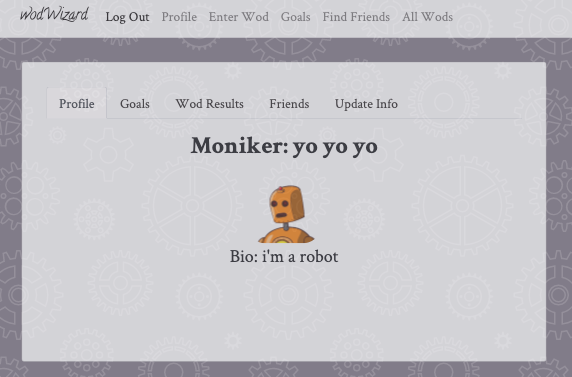 WodWizard Log Out Profile Enter Wod Goals Find Friends All Wods
Profile Goals Wod Results Friends Update Info
Moniker: yo yo yo
Bio: i'm a robot